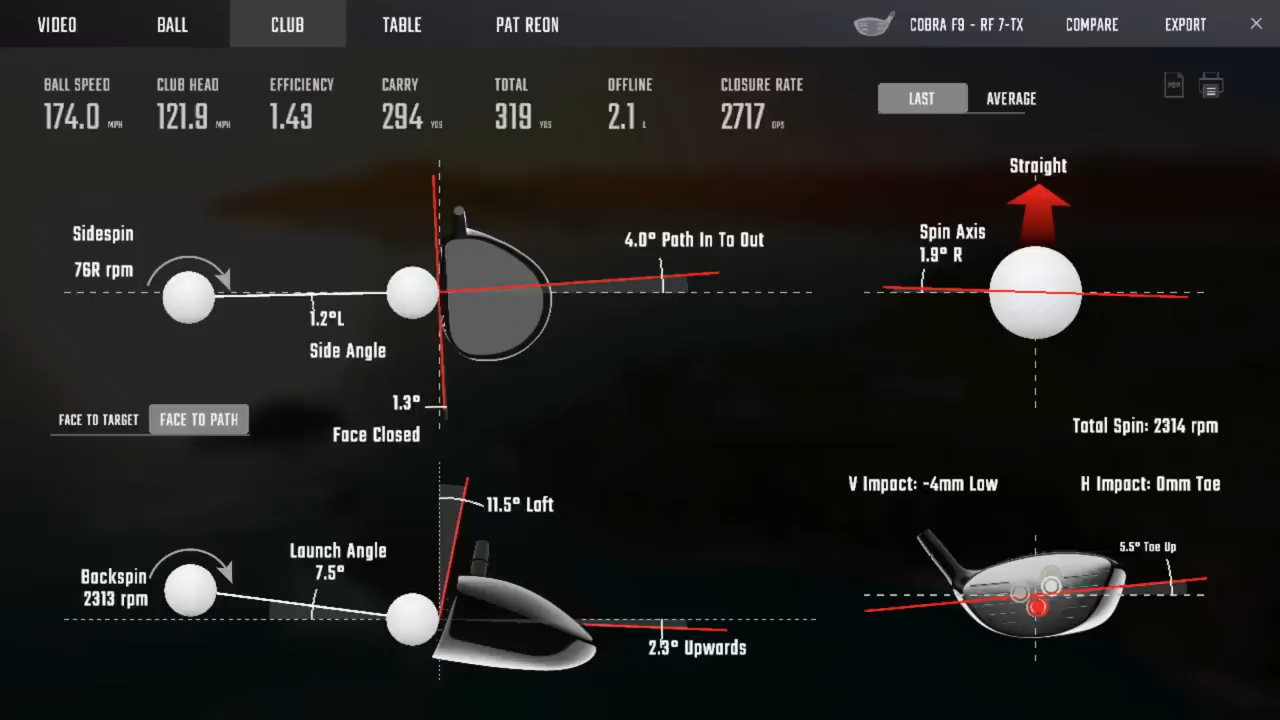 VIDEO
BALL
CLUB
TABLE
PAT REON
COBRA F9 - RF 7-TX
COMPARE
EXPORT
BALL SPEED
CLUB HEAD
EFFICIENCY
CARRY
TOTAL
OFFLINE
CLOSURE RATE
174.0 MPH
121.9 MPH
1.43
294 YDS
319 YDS
2.1 L
2717 DPS
LAST
AVERAGE
PDF
Straight
Sidespin
76R rpm
4.0° Path In To Out
Spin Axis
1.9° R
1.2°L
Side Angle
1.3°
Face Closed
FACE TO TARGET
FACE TO PATH
Total Spin: 2314 rpm
V Impact: -4mm Low
H Impact: 0mm Toe
11.5° Loft
Launch Angle
7.5°
Backspin
2313 rpm
5.5° Toe Up
2.3° Upwards